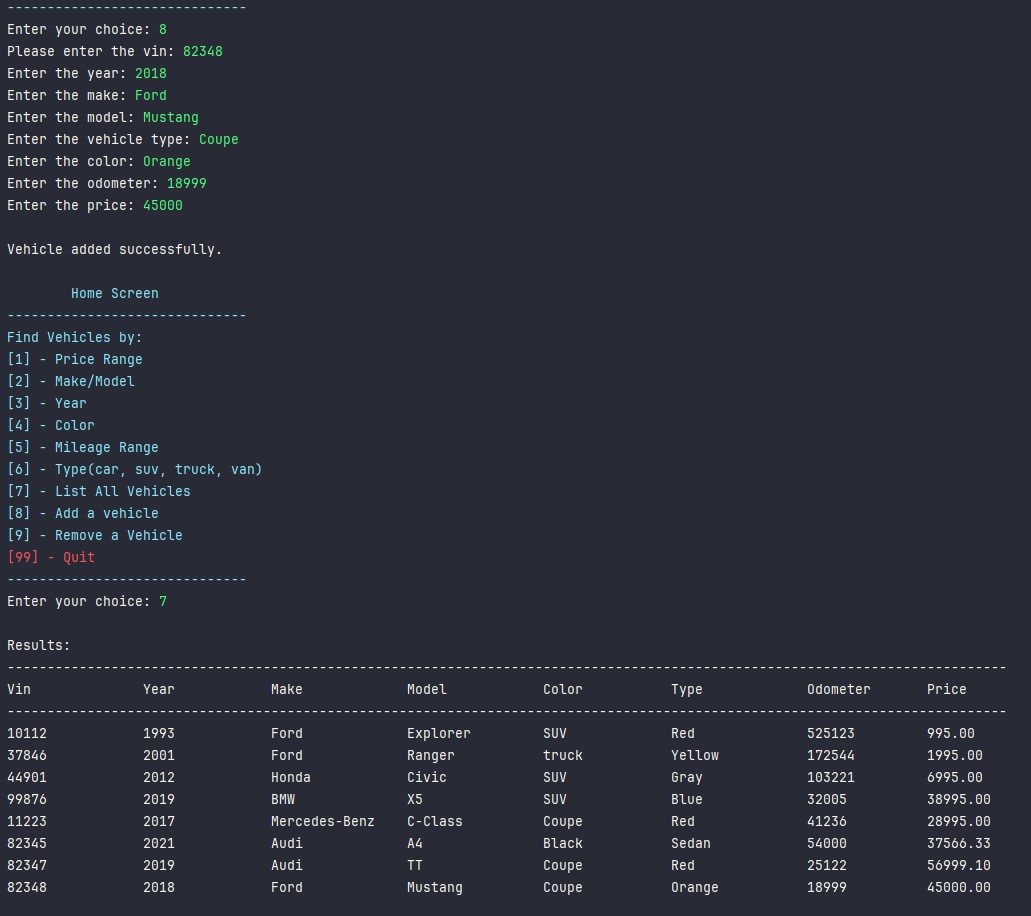 ------------------------------
Enter your choice: 8
Please enter the vin: 82348
Enter the year: 2018
Enter the make: Ford
Enter the model: Mustang
Enter the vehicle type: Coupe
Enter the color: Orange
Enter the odometer: 18999
Enter the price: 45000
Vehicle added successfully.
Home Screen
------------------------------
Find Vehicles by:
[1] - Price Range
[2] - Make/Model
[3] - Year
[4] - Color
[5] - Mileage Range
[6] - Type(car, suv, truck, van)
[7] - List All Vehicles
[8] - Add a vehicle
[9] - Remove a Vehicle
[99] - Quit
------------------------------
Enter your choice: 7
Results:
-----------------------------------------------------------------------------------------------------------------------------
Vin Year Make Model Color Type Odometer Price
-----------------------------------------------------------------------------------------------------------------------------
10112 1993 Ford Explorer SUV Red 525123 995.00
37846 2001 Ford Ranger truck Yellow 172544 1995.00
44901 2012 Honda Civic SUV Gray 103221 6995.00
99876 2019 BMW X5 SUV Blue 32005 38995.00
11223 2017 Mercedes-Benz C-Class Coupe Red 41236 28995.00
82345 2021 Audi A4 Black Sedan 54000 37566.33
82347 2019 Audi TT Coupe Red 25122 56999.10
82348 2018 Ford Mustang Coupe Orange 18999 45000.00